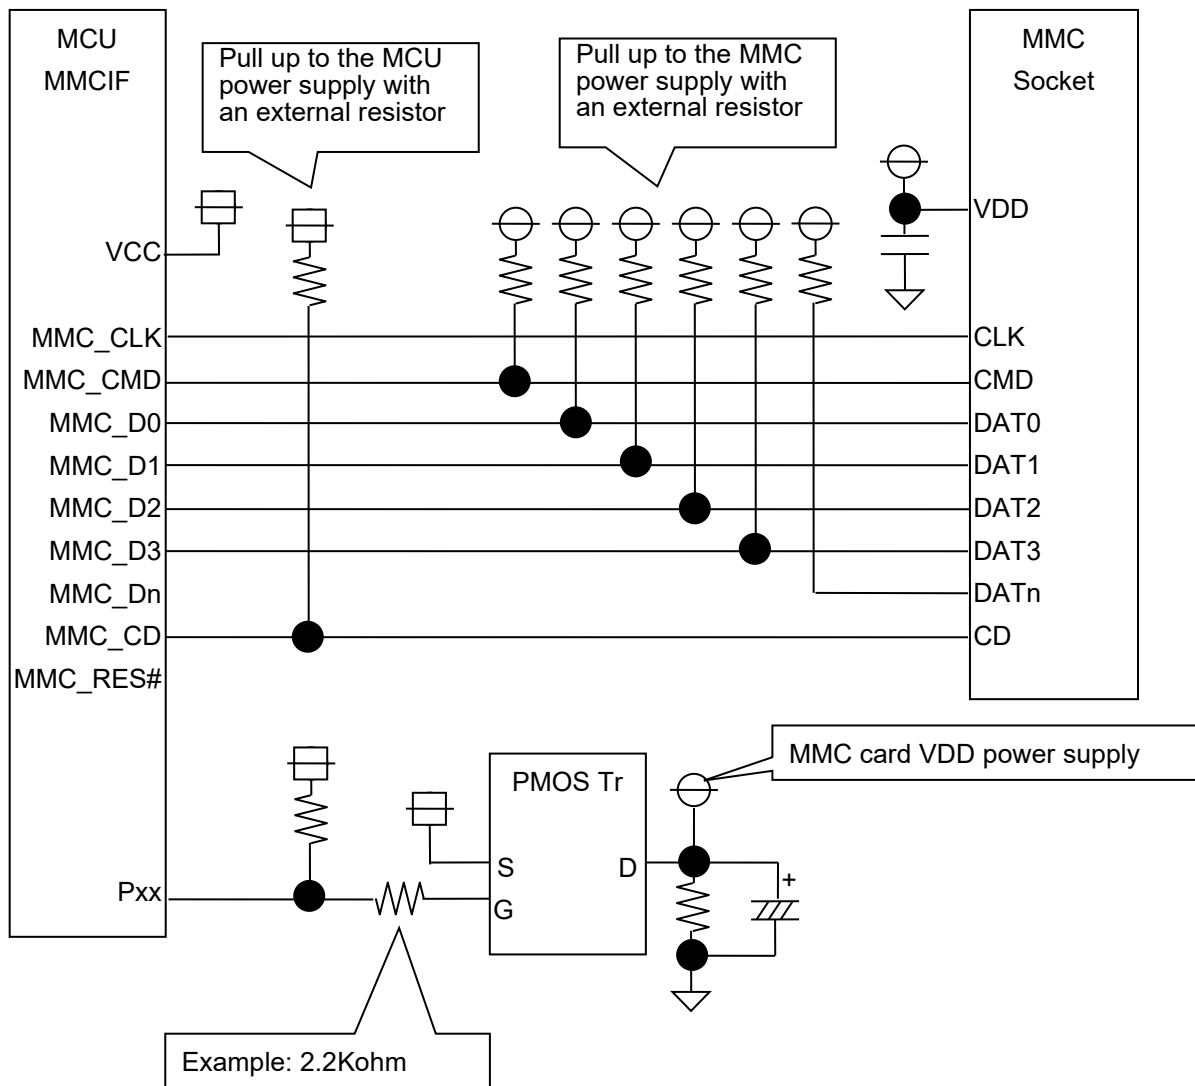 MCU
MMCIF
Pull up to the MCU
power supply with
an external resistor
Pull up to the MMC
power supply with
an external resistor
MMC
Socket
VCC
VDD
MMC_CLK
CLK
MMC_CMD
CMD
MMC_D0
DAT0
MMC_D1
DAT1
MMC_D2
DAT2
MMC_D3
DAT3
MMC_Dn
DATn
MMC_CD
CD
MMC_RES#
MMC card VDD power supply
PMOS Tr
S
D
G
+
Pxx
Example: 2.2Kohm